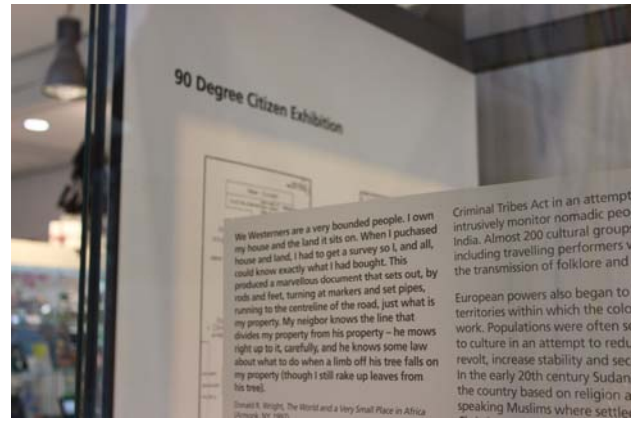 90 Degree Citizen Exhibition
We Westerners are a very bounded people. I own
my house and the land it sits on. When I puchased
house and land, I had to get a survey so I, and all,
could know exactly what I had bought. This
produced a marvellous document that sets out, by
rods and feet, turning at markers and set pipes,
running to the centreline of the road, just what is
my property. My neigbor knows the line that
divides my property from his property – he mows
right up to it, carefully, and he knows some law
about what to do when a limb off his tree falls on
my property (though I still rake up leaves from
his tree).
Donald R. Wright, The World and a Very Small Place in Africa
(Armonk, NY, 1997)
Criminal Tribes Act in an attempt
intrusively monitor nomadic peo
India. Almost 200 cultural groups
including travelling performers
the transmission of folklore and
European powers also began to
territories within which the colo
work. Populations were often se
to culture in an attempt to redu
revolt, increase stability and sec
In the early 20th century Sudan
the country based on religion a
speaking Muslims where settle